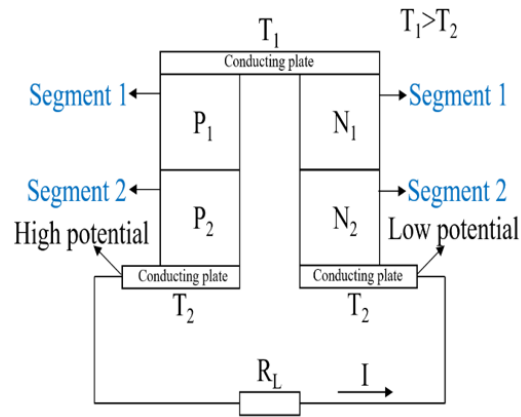 T₁
T₁>T₂
Conducting plate
Segment 1
Segment 1
P₁
N₁
Segment 2
Segment 2
P₂
N₂
High potential
Low potential
Conducting plate
Conducting plate
T₂
T₂
R_L
I